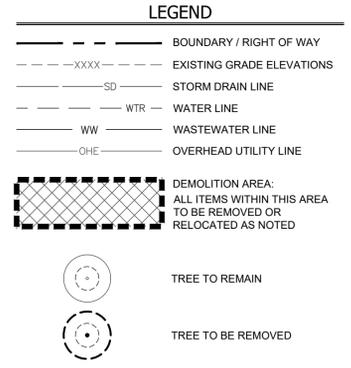 LEGEND
BOUNDARY / RIGHT OF WAY
XXXX EXISTING GRADE ELEVATIONS
SD STORM DRAIN LINE
WTR WATER LINE
WW WASTEWATER LINE
OHE OVERHEAD UTILITY LINE
DEMOLITION AREA:
ALL ITEMS WITHIN THIS AREA
TO BE REMOVED OR
RELOCATED AS NOTED
TREE TO REMAIN
TREE TO BE REMOVED